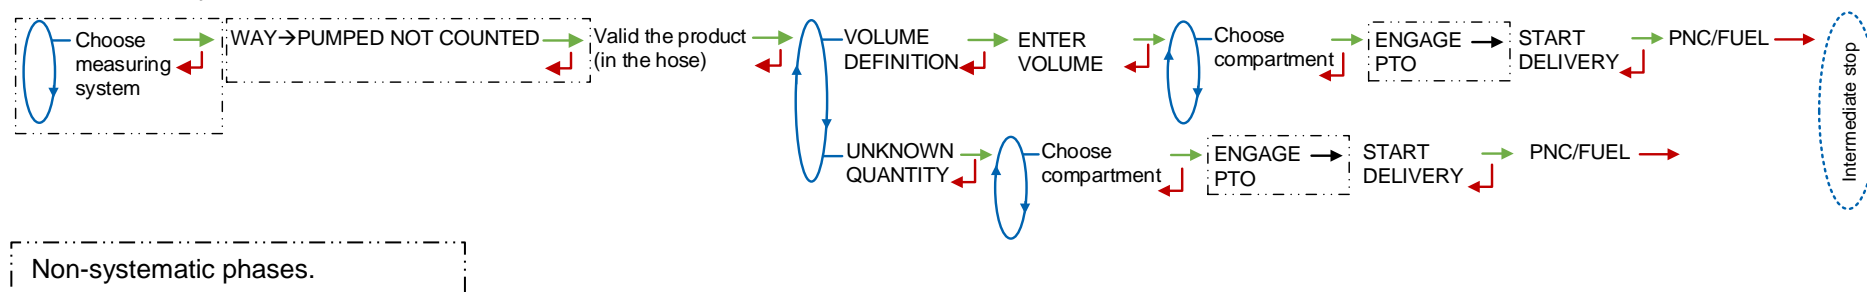 Choose
measuring
system
WAY→PUMPED NOT COUNTED
Valid the product
(in the hose)
VOLUME
DEFINITION
ENTER
VOLUME
Choose
compartment
ENGAGE
PTO
START
DELIVERY
PNC/FUEL
Intermediate stop
UNKNOWN
QUANTITY
Choose
compartment
ENGAGE
PTO
START
DELIVERY
PNC/FUEL
Non-systematic phases.